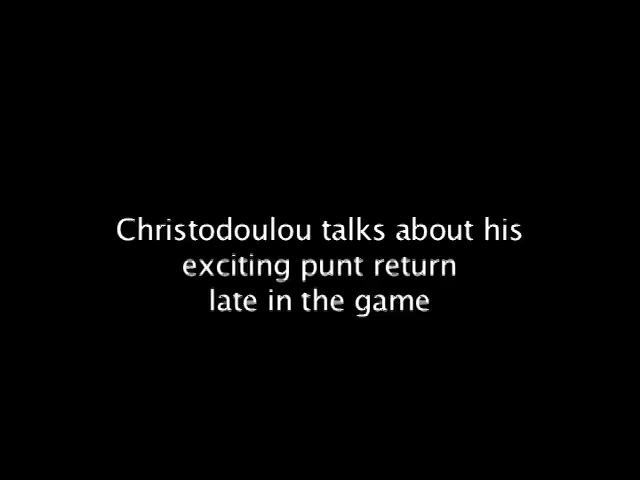 Christodoulou talks about his
exciting punt return
late in the game